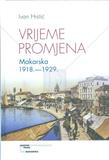 Ivan Hrstić
VRIJEME
PROMJENA
Makarska
1918.—1929.